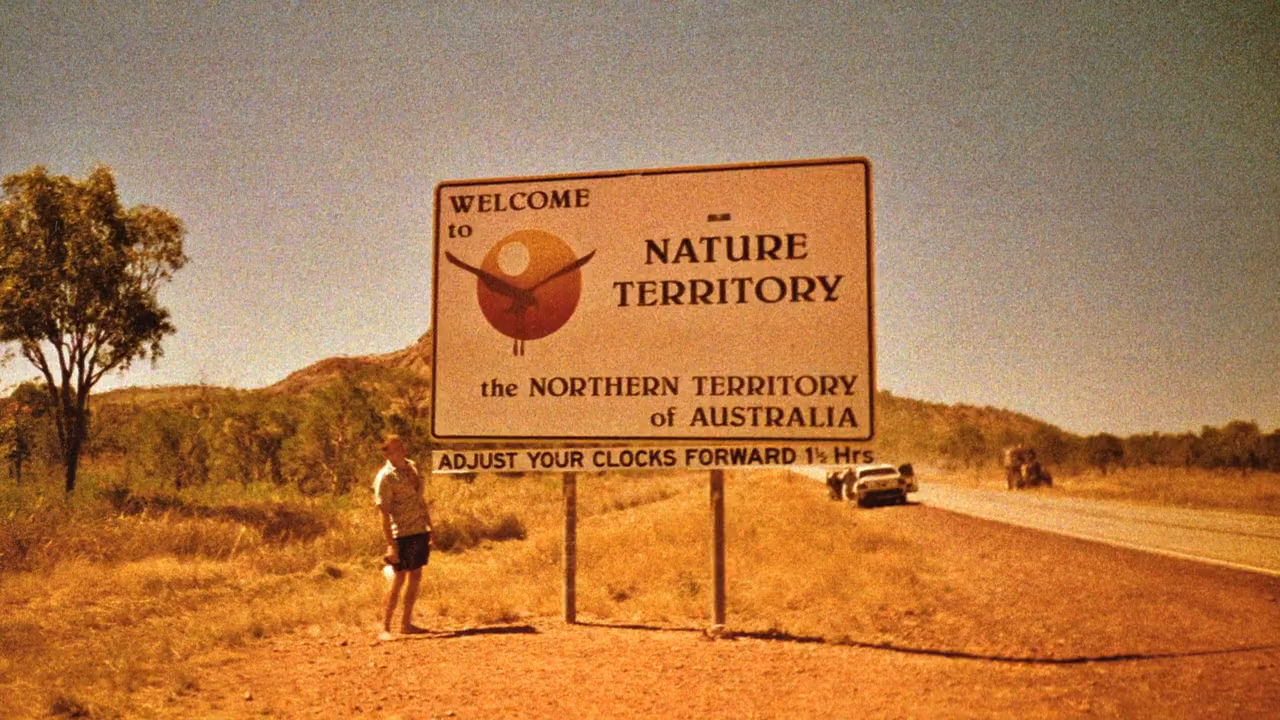 WELCOME
to
NATURE
TERRITORY
the NORTHERN TERRITORY
of AUSTRALIA
ADJUST YOUR CLOCKS FORWARD 1½ Hrs